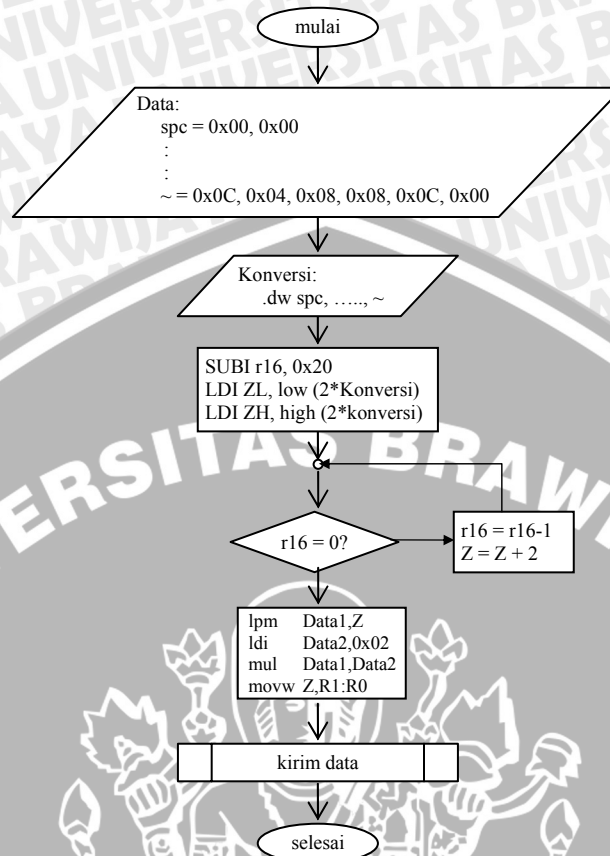 mulai
Data:
spc = 0x00, 0x00
:
:
~ = 0x0C, 0x04, 0x08, 0x08, 0x0C, 0x00
Konversi:
.dw spc, ....., ~
SUBI r16, 0x20
LDI ZL, low (2*Konversi)
LDI ZH, high (2*konversi)
r16 = 0?
r16 = r16-1
Z = Z + 2
lpm Data1,Z
ldi Data2,0x02
mul Data1,Data2
movw Z,R1:R0
kirim data
selesai
ERSITAS BRAW